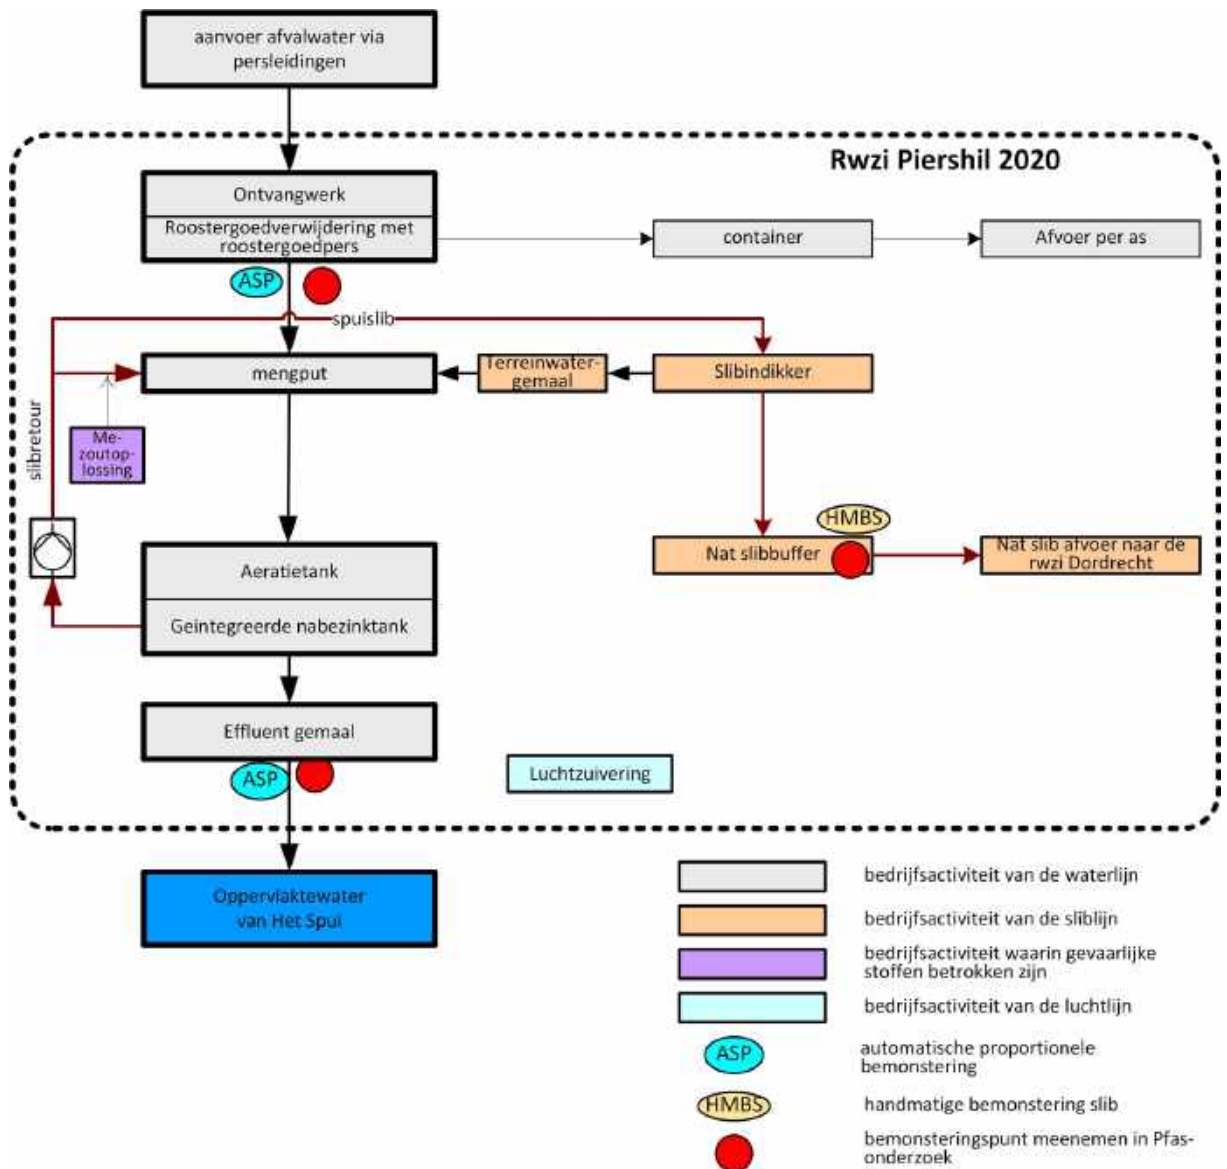 aanvoer afvalwater via
persleidingen
Rwzi Piershil 2020
Ontvangwerk
Roostergoedverwijdering met
roostergoedpers
container
Afvoer per as
ASP
spuislib
mengput
Terreinwater-
gemaal
Slibindikker
slibretour
Me-
zoutop-
lossing
HMBS
Aeratietank
Nat slibbuffer
Nat slib afvoer naar de
rwzi Dordrecht
Geintegreerde nabezinktank
Effluent gemaal
ASP
Luchtzuivering
Oppervlaktewater
van Het Spui
bedrijfsactiviteit van de waterlijn
bedrijfsactiviteit van de sliblijn
bedrijfsactiviteit waarin gevaarlijke
stoffen betrokken zijn
bedrijfsactiviteit van de luchtlijn
ASP
automatische proportionele
bemonstering
HMBS
handmatige bemonstering slib
bemonsteringspunt meenemen in Pfas-
onderzoek